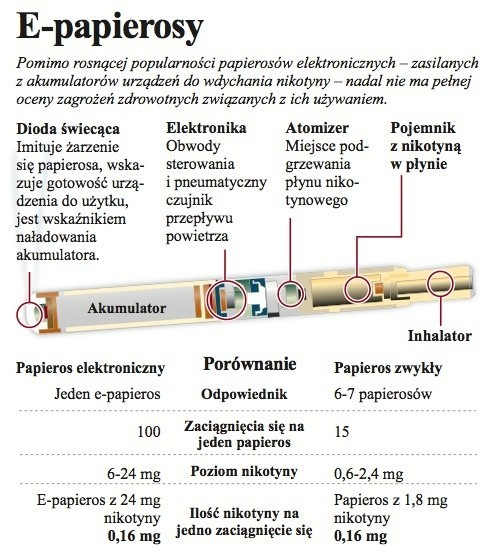 E-papierosy
Pomimo rosnącej popularności papierosów elektronicznych – zasilanych
z akumulatorów urządzeń do wdychania nikotyny – nadal nie ma pełnej
oceny zagrożeń zdrowotnych związanych z ich używaniem.
Dioda świecąca
Imituje żarzenie
się papierosa, wska-
zuje gotowość urzą-
dzenia do użytku,
jest wskaźnikiem
naładowania
akumulatora.
Elektronika
Obwody
sterowania
i pneumatyczny
czujnik
przepływu
powietrza
Atomizer
Miejsce pod-
grzewania
płynu niko-
tynowego
Pojemnik
z nikotyną
w płynie
Akumulator
Inhalator
Papieros elektroniczny Porównanie Papieros zwykły
Jeden e-papieros Odpowiednik 6-7 papierosów
100 Zaciągnięcia się na 15
jeden papieros
6-24 mg Poziom nikotyny 0,6-2,4 mg
E-papieros z 24 mg Ilość nikotyny na Papieros z 1,8 mg
nikotyny jedno zaciągnięcie się nikotyny
0,16 mg 0,16 mg